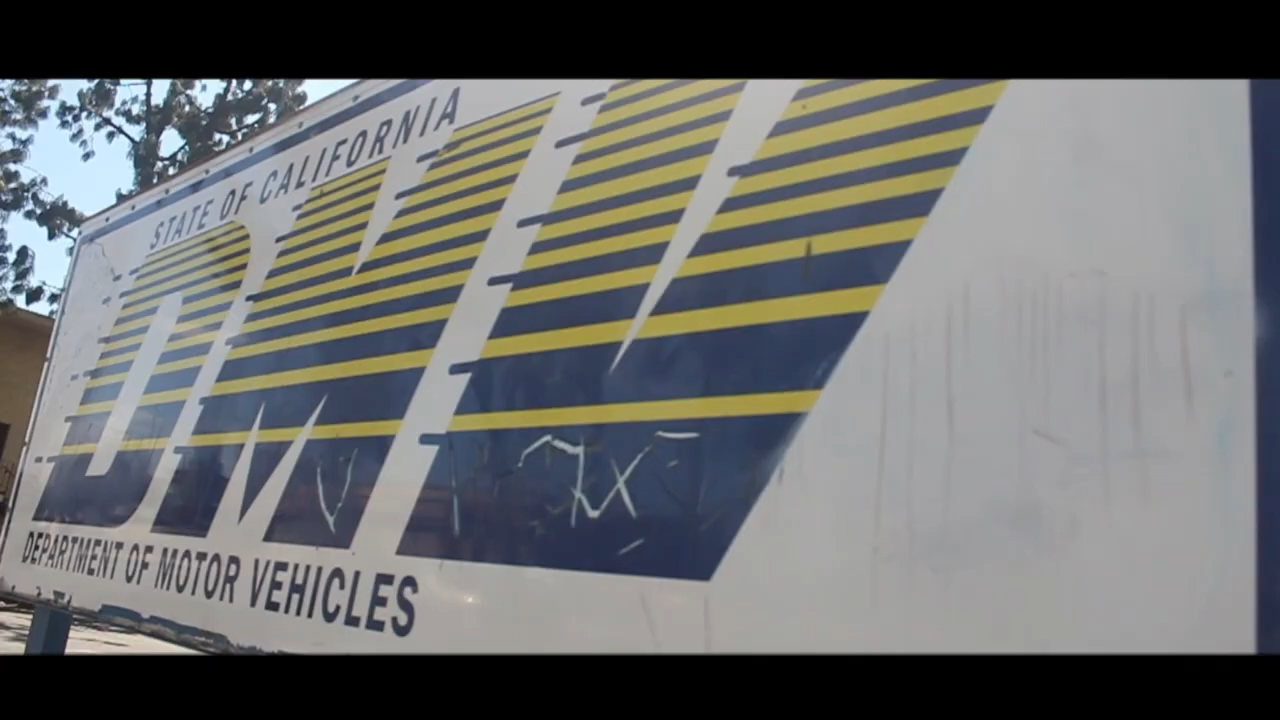 STATE OF CALIFORNIA
DMV
DEPARTMENT OF MOTOR VEHICLES